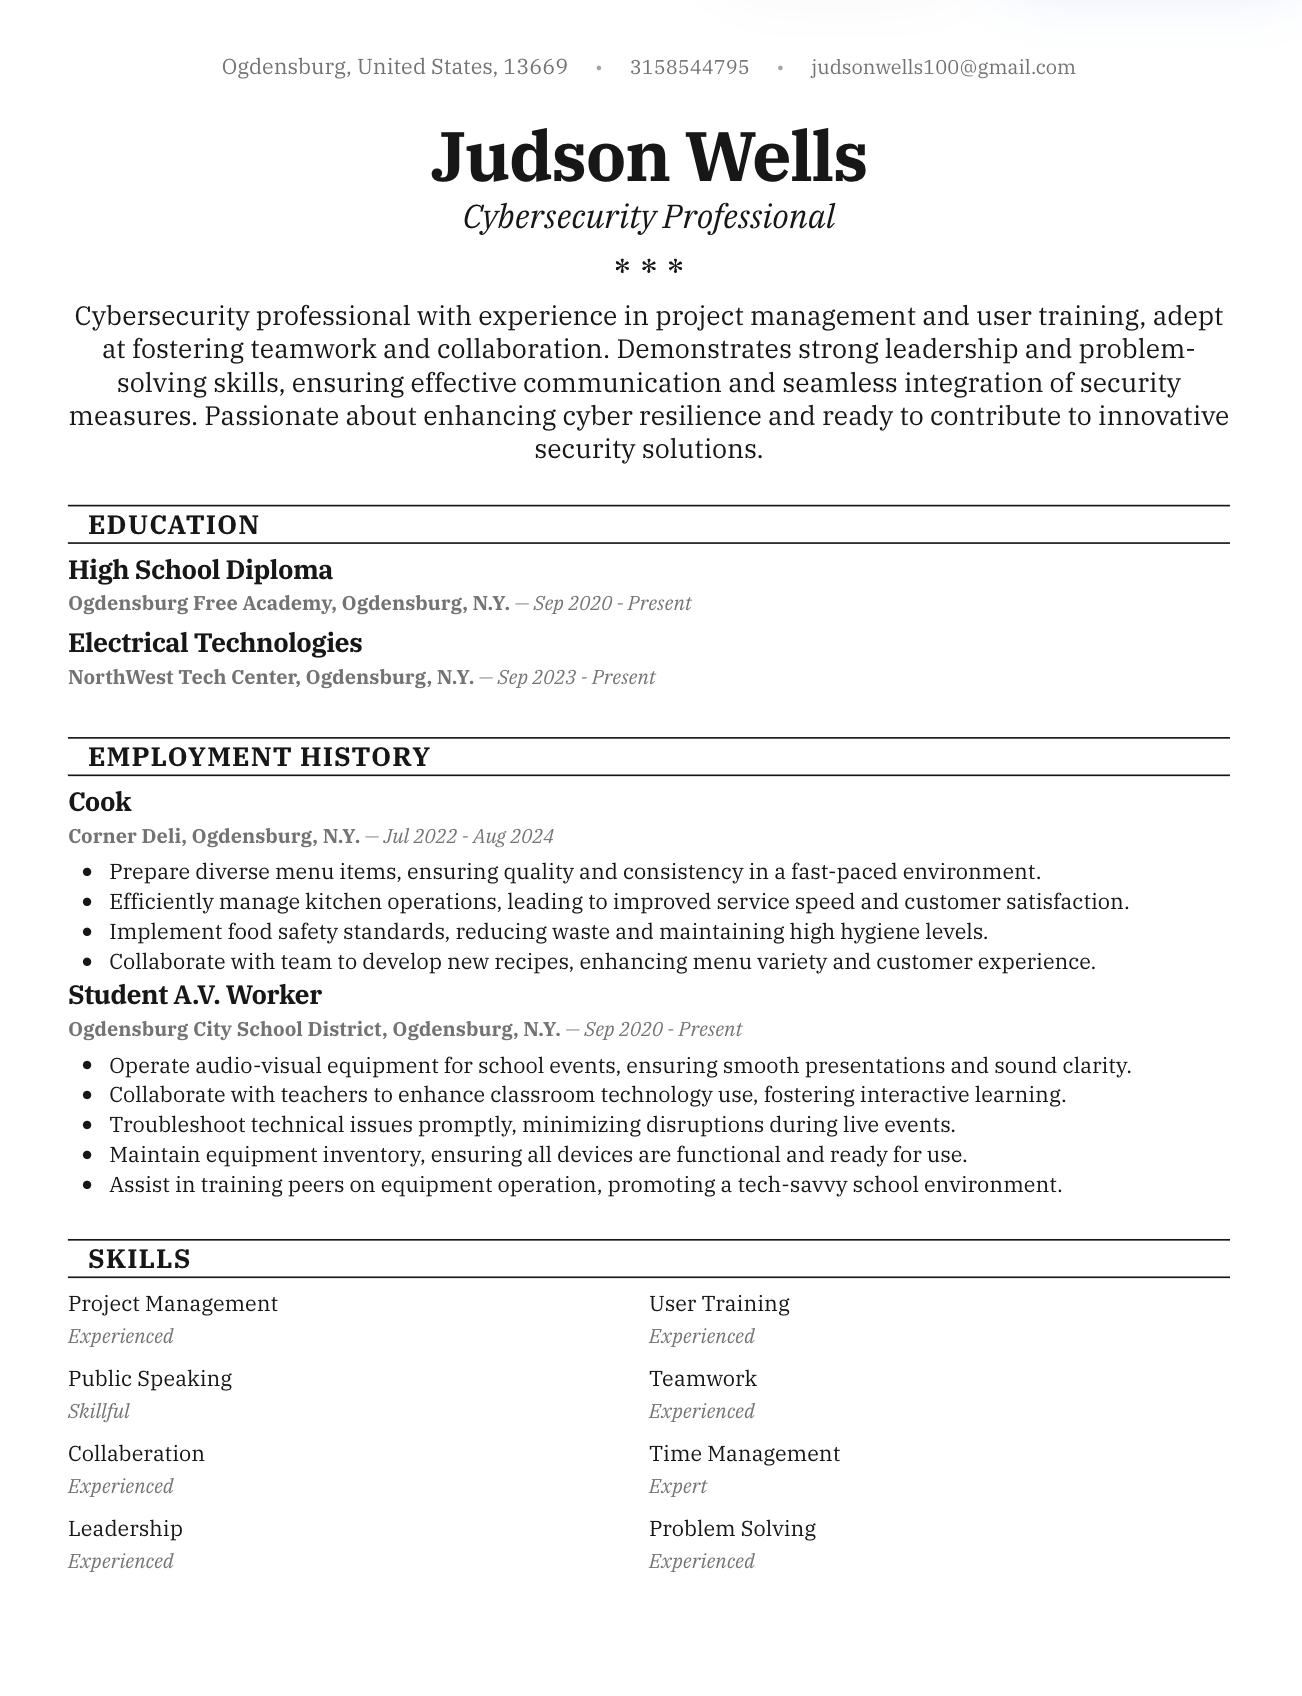 Ogdensburg, United States, 13669 • 3158544795 • judsonwells100@gmail.com
Judson Wells
Cybersecurity Professional
* * *
Cybersecurity professional with experience in project management and user training, adept
at fostering teamwork and collaboration. Demonstrates strong leadership and problem-
solving skills, ensuring effective communication and seamless integration of security
measures. Passionate about enhancing cyber resilience and ready to contribute to innovative
security solutions.
EDUCATION
High School Diploma
Ogdensburg Free Academy, Ogdensburg, N.Y. — Sep 2020 - Present
Electrical Technologies
NorthWest Tech Center, Ogdensburg, N.Y. — Sep 2023 - Present
EMPLOYMENT HISTORY
Cook
Corner Deli, Ogdensburg, N.Y. — Jul 2022 - Aug 2024
• Prepare diverse menu items, ensuring quality and consistency in a fast-paced environment.
• Efficiently manage kitchen operations, leading to improved service speed and customer satisfaction.
• Implement food safety standards, reducing waste and maintaining high hygiene levels.
• Collaborate with team to develop new recipes, enhancing menu variety and customer experience.
Student A.V. Worker
Ogdensburg City School District, Ogdensburg, N.Y. — Sep 2020 - Present
• Operate audio-visual equipment for school events, ensuring smooth presentations and sound clarity.
• Collaborate with teachers to enhance classroom technology use, fostering interactive learning.
• Troubleshoot technical issues promptly, minimizing disruptions during live events.
• Maintain equipment inventory, ensuring all devices are functional and ready for use.
• Assist in training peers on equipment operation, promoting a tech-savvy school environment.
SKILLS
Project Management User Training
Experienced Experienced
Public Speaking Teamwork
Skillful Experienced
Collaberation Time Management
Experienced Expert
Leadership Problem Solving
Experienced Experienced